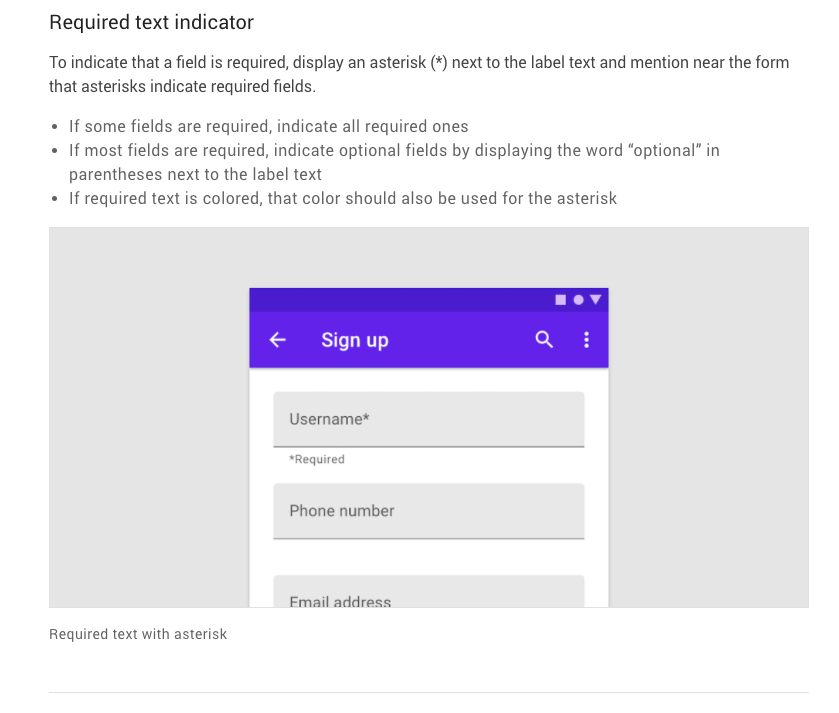 Required text indicator
To indicate that a field is required, display an asterisk (*) next to the label text and mention near the form
that asterisks indicate required fields.
• If some fields are required, indicate all required ones
• If most fields are required, indicate optional fields by displaying the word “optional” in
parentheses next to the label text
• If required text is colored, that color should also be used for the asterisk
Sign up
Username*
*Required
Phone number
Email address
Required text with asterisk